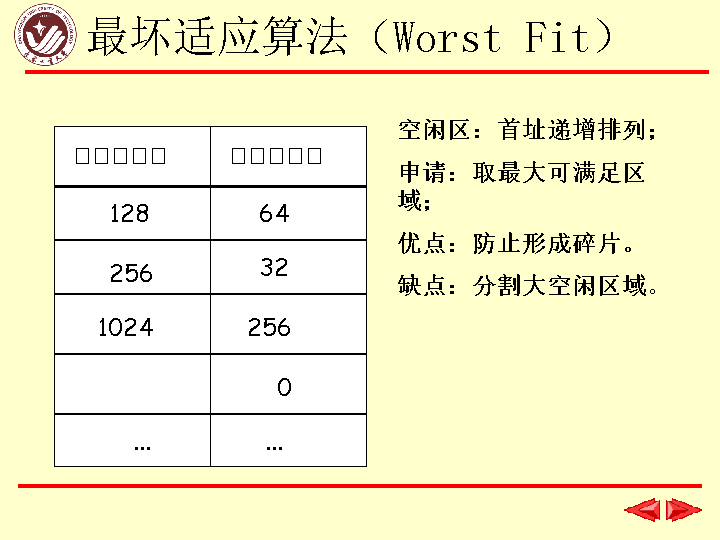 最坏适应算法（Worst Fit）
□□□□□ □□□□□
128 64
256 32
1024 256
0
... ...
空闲区：首址递增排列；
申请：取最大可满足区
域；
优点：防止形成碎片。
缺点：分割大空闲区域。